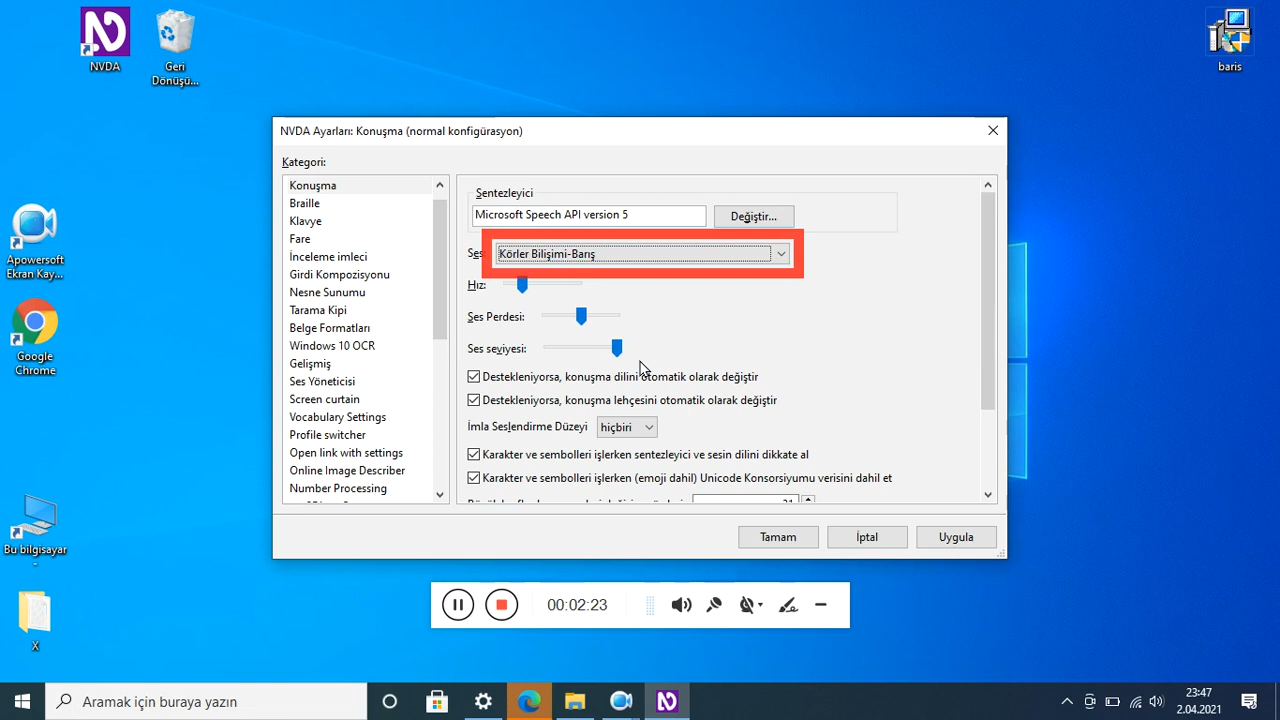 NVDA
Geri
Dönüşü...
baris
NVDA Ayarları: Konuşma (normal konfigürasyon)
Kategori:
Konuşma
Braille
Klavye
Fare
İnceleme imleci
Girdi Kompozisyonu
Nesne Sunumu
Tarama Kipi
Belge Formatları
Windows 10 OCR
Gelişmiş
Ses Yöneticisi
Screen curtain
Vocabulary Settings
Profile switcher
Open link with settings
Online Image Describer
Number Processing
Sentezleyici
Microsoft Speech API version 5
Değiştir...
Ses
Körler Bilişimi-Barış
Hız:
Ses Perdesi:
Ses seviyesi:
Destekleniyorsa, konuşma dilini otomatik olarak değiştir
Destekleniyorsa, konuşma lehçesini otomatik olarak değiştir
İmla Seslendirme Düzeyi hiçbiri
Karakter ve sembolleri işlerken sentezleyici ve sesin dilini dikkate al
Karakter ve sembolleri işlerken (emoji dahil) Unicode Konsorsiyumu verisini dahil et
Tamam
İptal
Uygula
Apowersoft
Ekran Kay...
Google
Chrome
Bu bilgisayar
-
X
00:02:23
Aramak için buraya yazın
23:47
2.04.2021